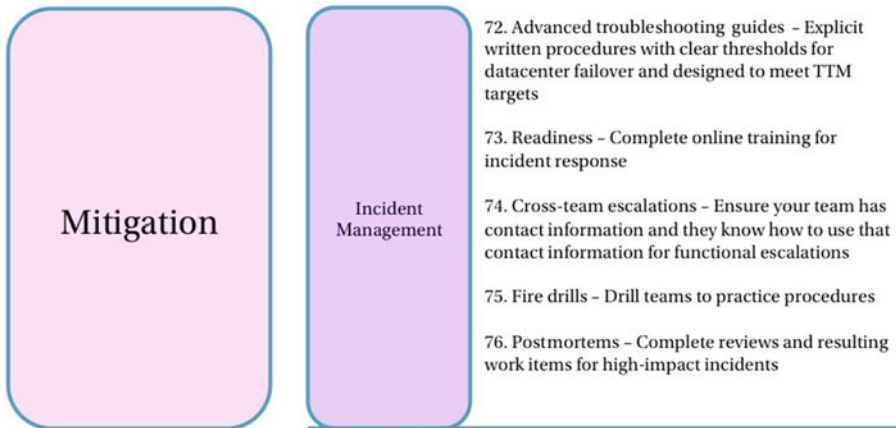 Mitigation
Incident
Management
72. Advanced troubleshooting guides – Explicit
written procedures with clear thresholds for
datacenter failover and designed to meet TTM
targets
73. Readiness – Complete online training for
incident response
74. Cross-team escalations – Ensure your team has
contact information and they know how to use that
contact information for functional escalations
75. Fire drills – Drill teams to practice procedures
76. Postmortems – Complete reviews and resulting
work items for high-impact incidents